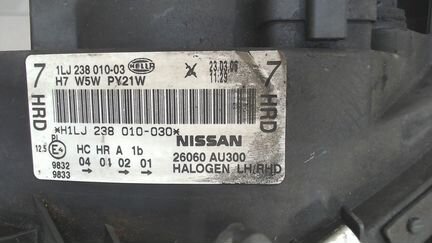 1LJ 238 010-03 HELLA 23.03.06
H7 W5W PY21W 11:29
7 HRD
7 HRD
*H1LJ 238 010-030*
PL
12.5 E4 HC HR A 1b
04 01 02 01
9832
9833
NISSAN
26060 AU300
HALOGEN LH/RHD